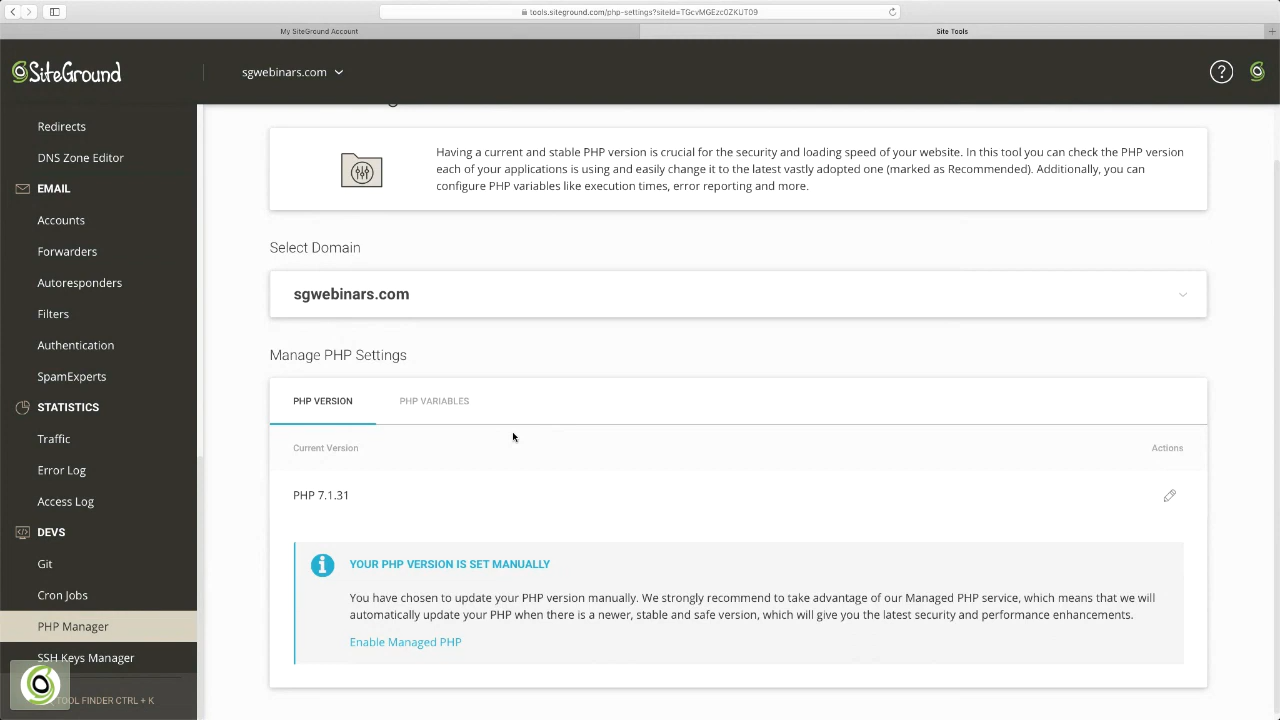 tools.siteground.com/php-settings?siteId=TGcvMGEzc0ZKUT09
My SiteGround Account
Site Tools
SiteGround
sgwebinars.com
Redirects
DNS Zone Editor
EMAIL
Accounts
Forwarders
Autoresponders
Filters
Authentication
SpamExperts
STATISTICS
Traffic
Error Log
Access Log
DEVS
Git
Cron Jobs
PHP Manager
SSH Keys Manager
TOOL FINDER CTRL + K
Having a current and stable PHP version is crucial for the security and loading speed of your website. In this tool you can check the PHP version
each of your applications is using and easily change it to the latest vastly adopted one (marked as Recommended). Additionally, you can
configure PHP variables like execution times, error reporting and more.
Select Domain
sgwebinars.com
Manage PHP Settings
PHP VERSION
PHP VARIABLES
Current Version
Actions
PHP 7.1.31
YOUR PHP VERSION IS SET MANUALLY
You have chosen to update your PHP version manually. We strongly recommend to take advantage of our Managed PHP service, which means that we will
automatically update your PHP when there is a newer, stable and safe version, which will give you the latest security and performance enhancements.
Enable Managed PHP